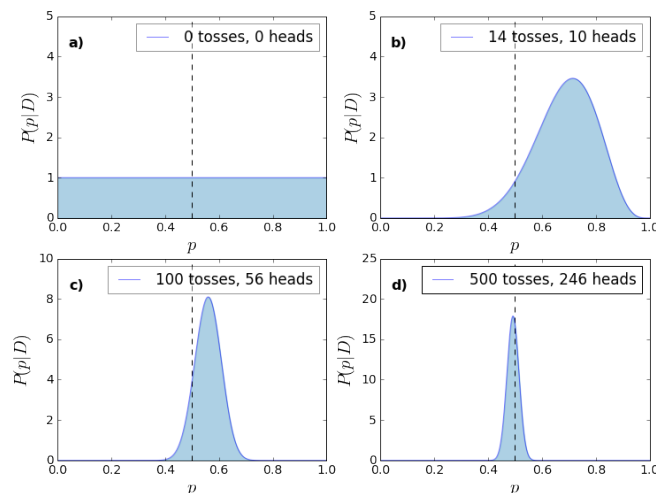 a)
0 tosses, 0 heads
5
4
3
2
1
0
P(p|D)
0.0 0.2 0.4 0.6 0.8 1.0
p
b)
14 tosses, 10 heads
5
4
3
2
1
0
P(p|D)
0.0 0.2 0.4 0.6 0.8 1.0
p
c)
100 tosses, 56 heads
10
8
6
4
2
0
P(p|D)
0.0 0.2 0.4 0.6 0.8 1.0
p
d)
500 tosses, 246 heads
25
20
15
10
5
0
P(p|D)
0.0 0.2 0.4 0.6 0.8 1.0
p